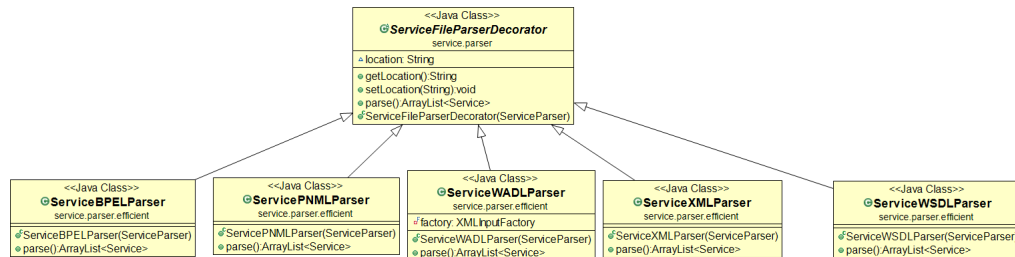 <<Java Class>>
ServiceFileParserDecorator
service.parser
location: String
getLocation():String
setLocation(String):void
parse():ArrayList<Service>
ServiceFileParserDecorator(ServiceParser)
<<Java Class>>
ServiceBPELParser
service.parser.efficient
ServiceBPELParser(ServiceParser)
parse():ArrayList<Service>
<<Java Class>>
ServicePNMLParser
service.parser.efficient
ServicePNMLParser(ServiceParser)
parse():ArrayList<Service>
<<Java Class>>
ServiceWADLParser
service.parser.efficient
factory: XMLInputFactory
ServiceWADLParser(ServiceParser)
parse():ArrayList<Service>
<<Java Class>>
ServiceXMLParser
service.parser.efficient
ServiceXMLParser(ServiceParser)
parse():ArrayList<Service>
<<Java Class>>
ServiceWSDLParser
service.parser.efficient
ServiceWSDLParser(ServiceParser)
parse():ArrayList<Service>